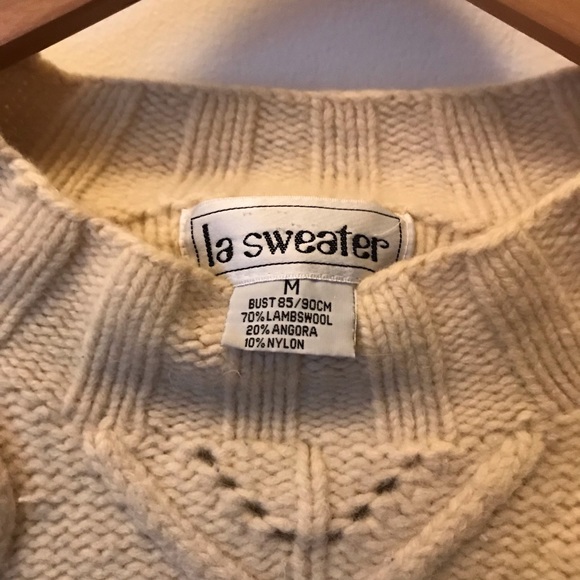 la sweater
M
BUST 85/90CM
70% LAMBSWOOL
20% ANGORA
10% NYLON